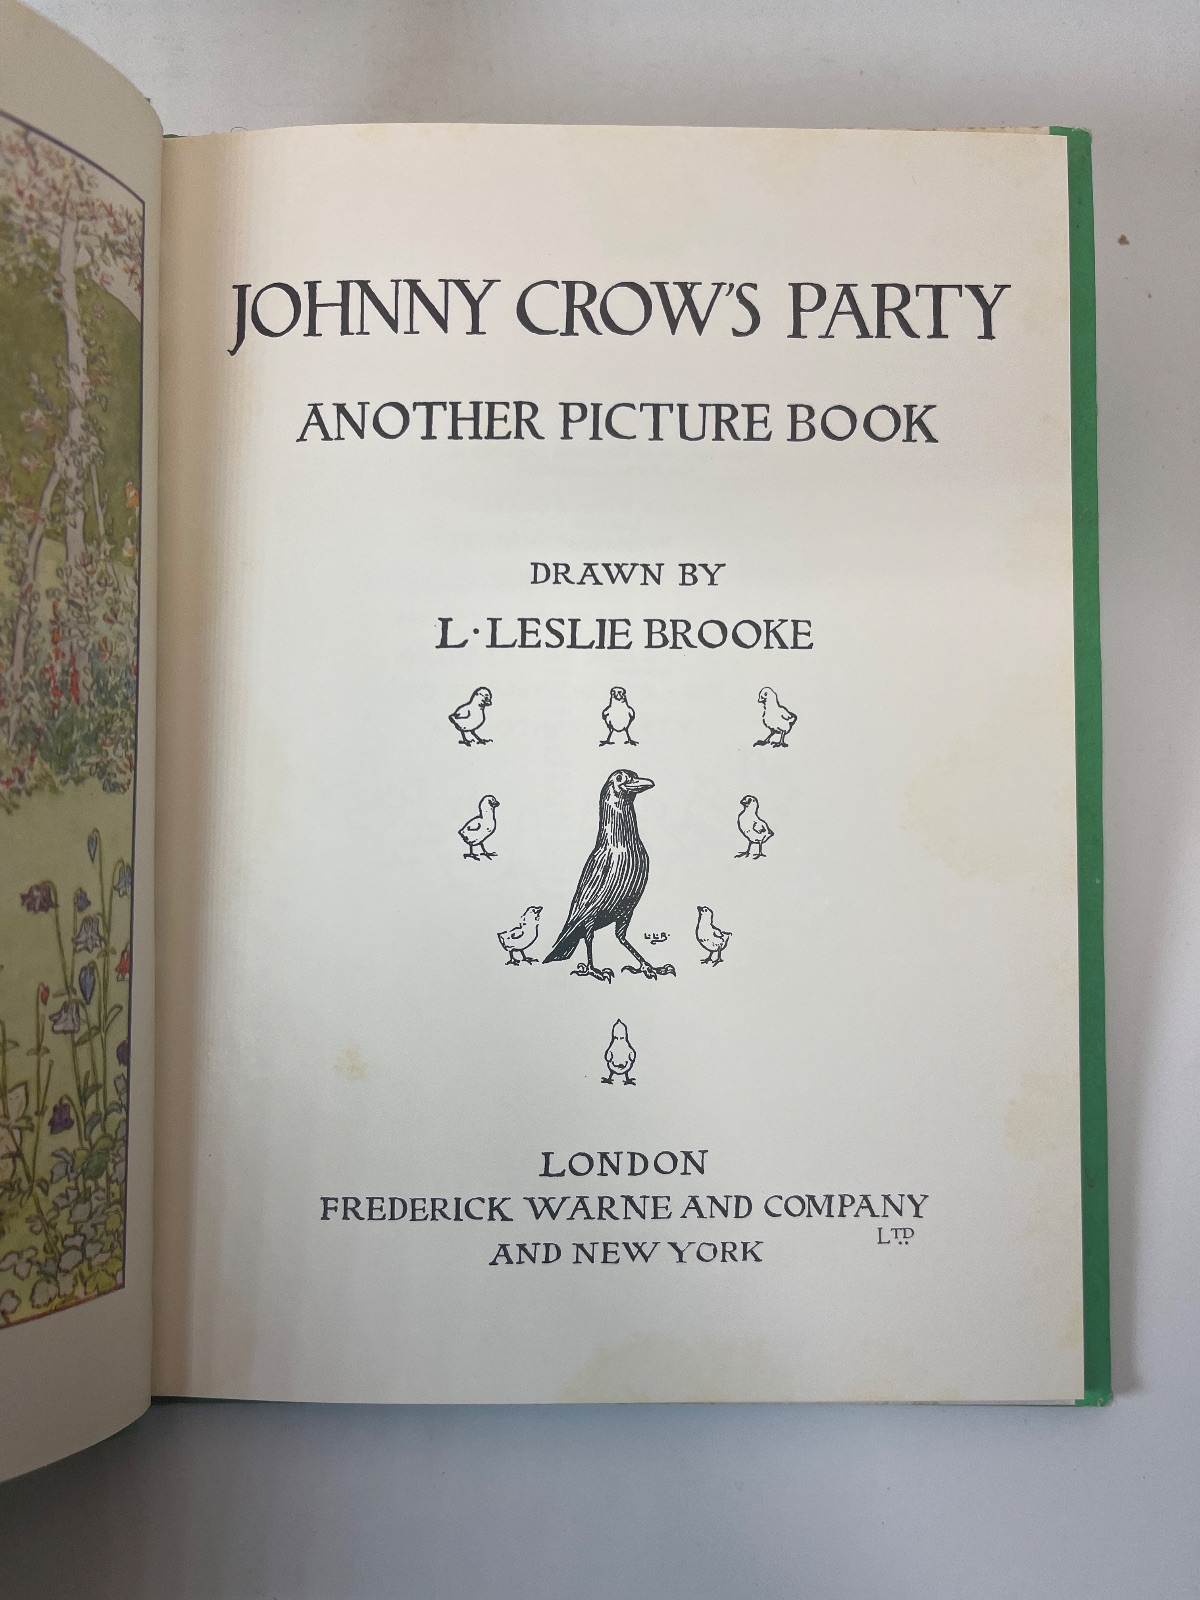 JOHNNY CROW'S PARTY
ANOTHER PICTURE BOOK
DRAWN BY
L·LESLIE BROOKE
L.L.B.
LONDON
FREDERICK WARNE AND COMPANY
LTD
AND NEW YORK